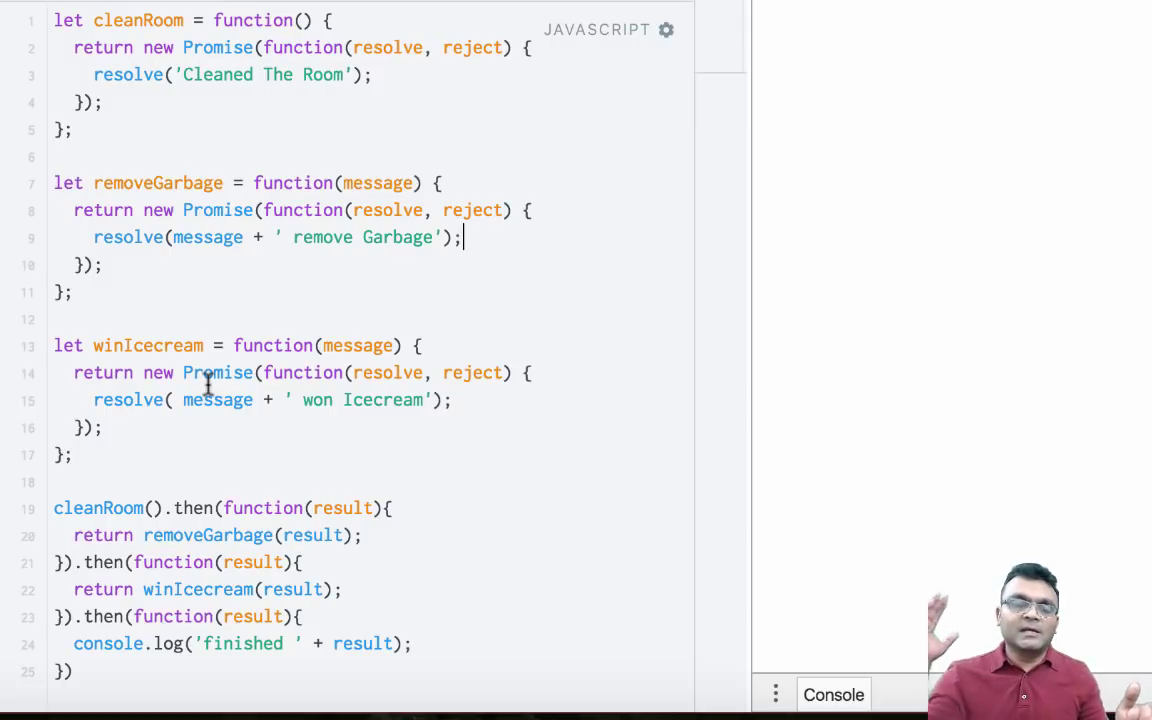 JAVASCRIPT
1 let cleanRoom = function() {
2   return new Promise(function(resolve, reject) {
3     resolve('Cleaned The Room');
4   });
5 };
6
7 let removeGarbage = function(message) {
8   return new Promise(function(resolve, reject) {
9     resolve(message + ' remove Garbage');
10   });
11 };
12
13 let winIcecream = function(message) {
14   return new Promise(function(resolve, reject) {
15     resolve( message + ' won Icecream');
16   });
17 };
18
19 cleanRoom().then(function(result){
20   return removeGarbage(result);
21 }).then(function(result){
22   return winIcecream(result);
23 }).then(function(result){
24   console.log('finished ' + result);
25 })
Console